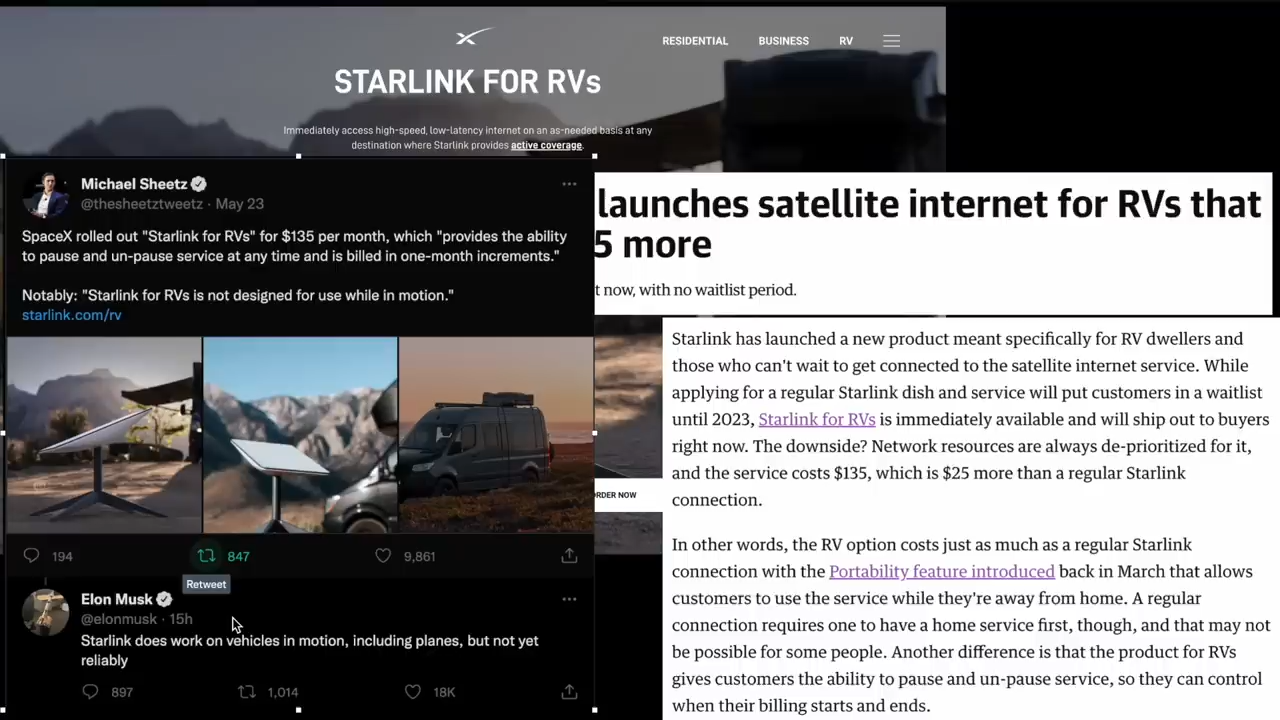 RESIDENTIAL BUSINESS RV
STARLINK FOR RVs
Immediately access high-speed, low-latency internet on an as-needed basis at any
destination where Starlink provides active coverage.
Michael Sheetz
@thesheetztweetz · May 23
SpaceX rolled out "Starlink for RVs" for $135 per month, which "provides the ability
to pause and un-pause service at any time and is billed in one-month increments."
Notably: "Starlink for RVs is not designed for use while in motion."
starlink.com/rv
194 847 9,861
Retweet
Elon Musk
@elonmusk · 15h
Starlink does work on vehicles in motion, including planes, but not yet
reliably
897 1,014 18K
launches satellite internet for RVs that
5 more
t now, with no waitlist period.
ORDER NOW
Starlink has launched a new product meant specifically for RV dwellers and
those who can't wait to get connected to the satellite internet service. While
applying for a regular Starlink dish and service will put customers in a waitlist
until 2023, Starlink for RVs is immediately available and will ship out to buyers
right now. The downside? Network resources are always de-prioritized for it,
and the service costs $135, which is $25 more than a regular Starlink
connection.
In other words, the RV option costs just as much as a regular Starlink
connection with the Portability feature introduced back in March that allows
customers to use the service while they're away from home. A regular
connection requires one to have a home service first, though, and that may not
be possible for some people. Another difference is that the product for RVs
gives customers the ability to pause and un-pause service, so they can control
when their billing starts and ends.